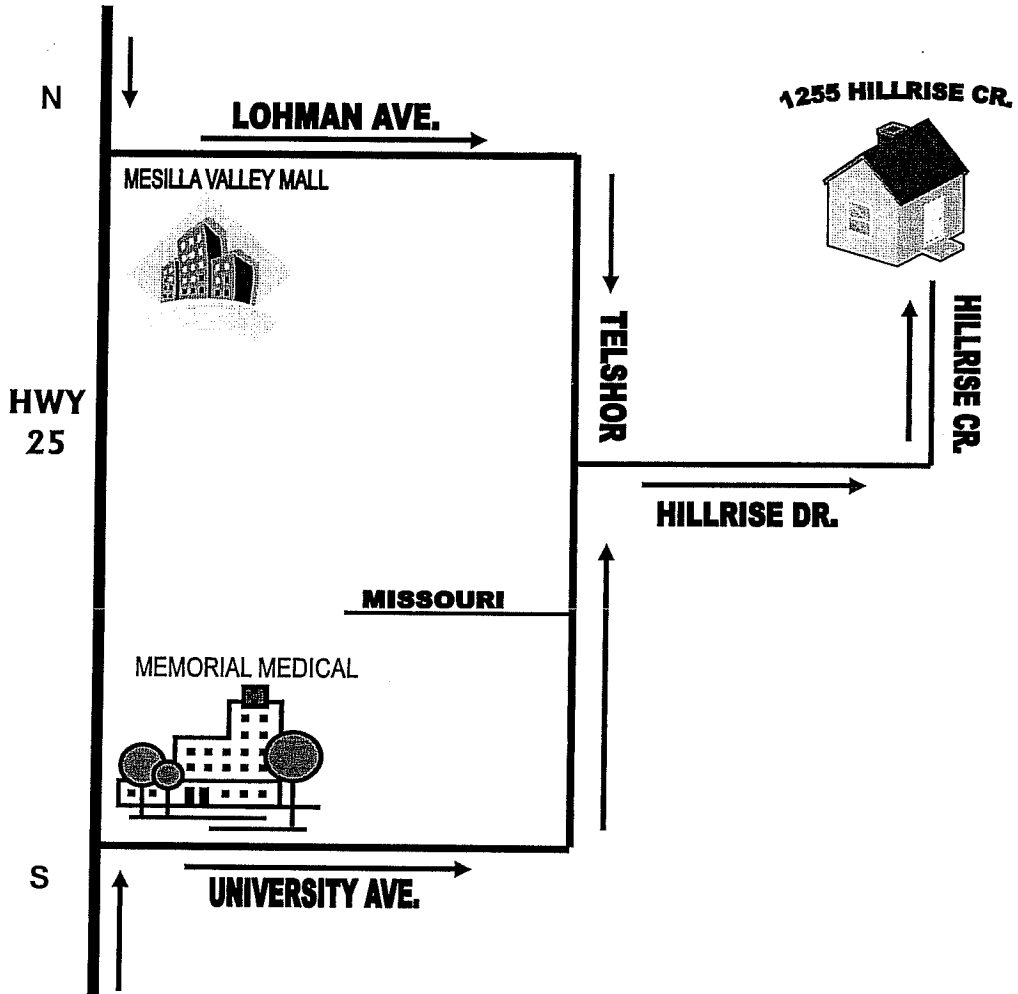 N
1255 HILLRISE CR.
LOHMAN AVE.
MESILLA VALLEY MALL
TELSHOR
HILLRISE CR.
HWY
25
HILLRISE DR.
MISSOURI
MEMORIAL MEDICAL
H
S
UNIVERSITY AVE.